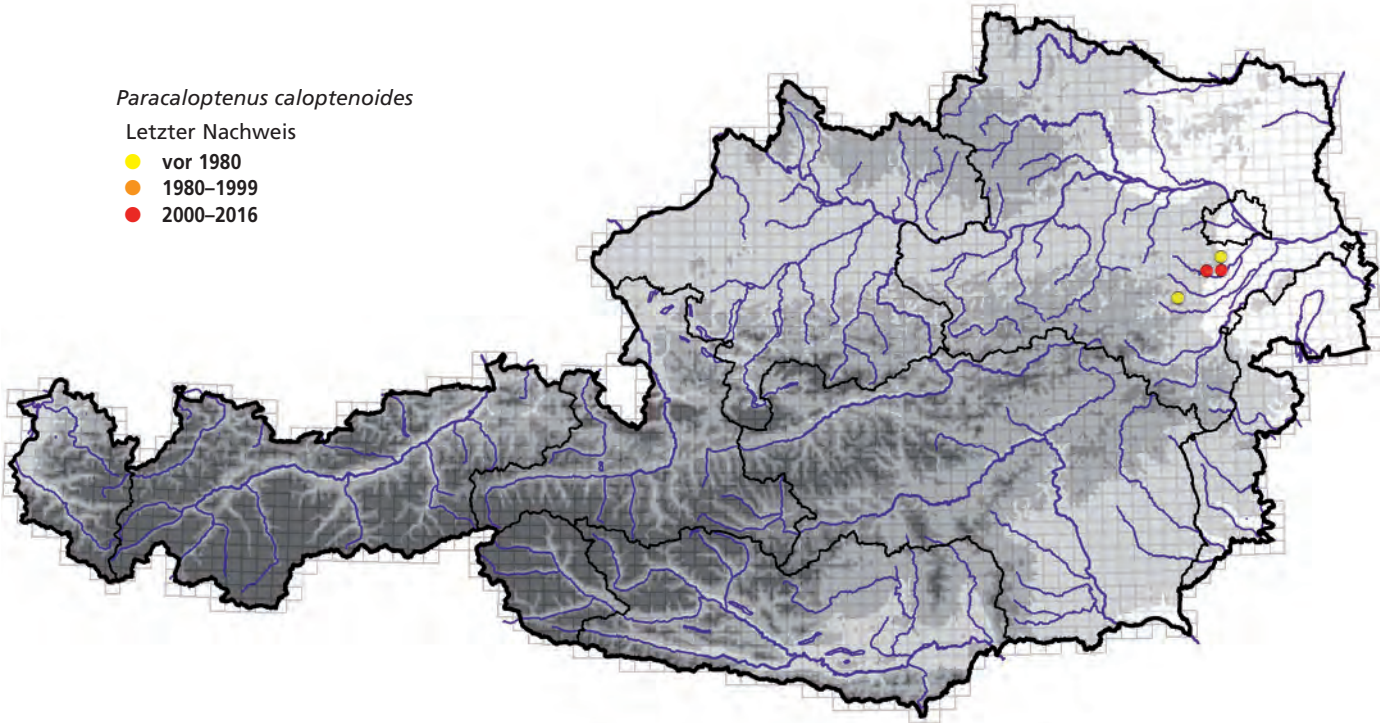 Paracaloptenus caloptenoides
Letzter Nachweis
vor 1980
1980–1999
2000–2016